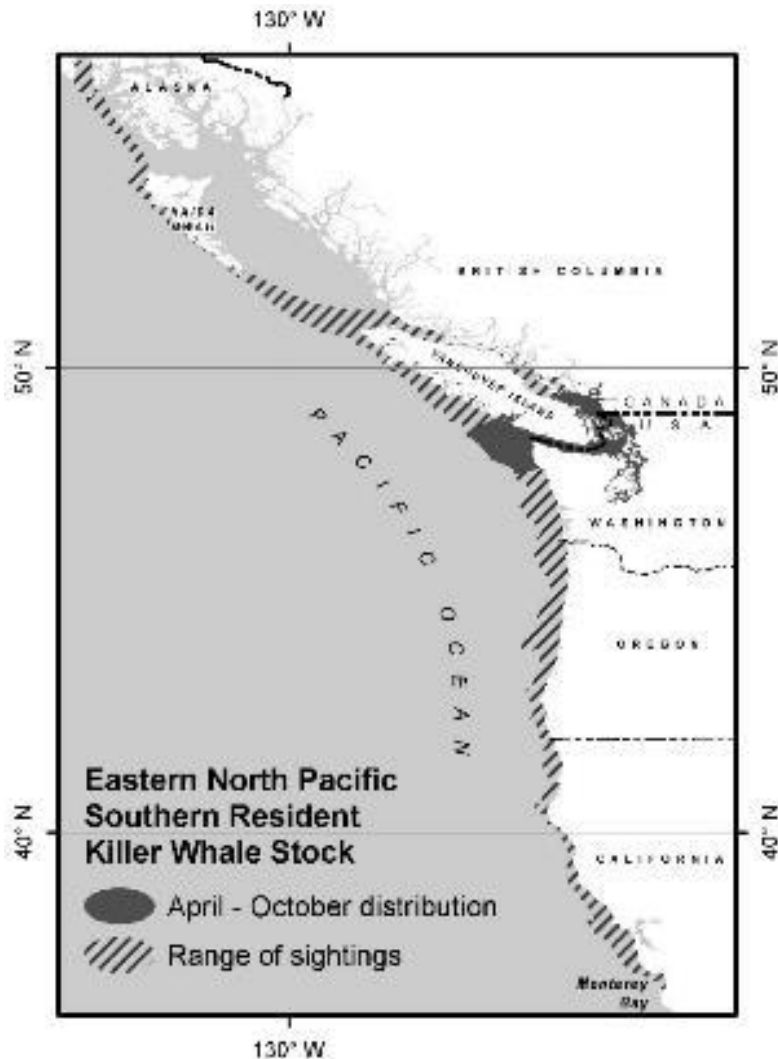 130° W
ALASKA
BRITISH COLUMBIA
50° N
50° N
VANCOUVER ISLAND
CANADA
U S A
PACIFIC OCEAN
WASHINGTON
OREGON
40° N
40° N
CALIFORNIA
Eastern North Pacific
Southern Resident
Killer Whale Stock
April - October distribution
Range of sightings
Monterey
Bay
130° W